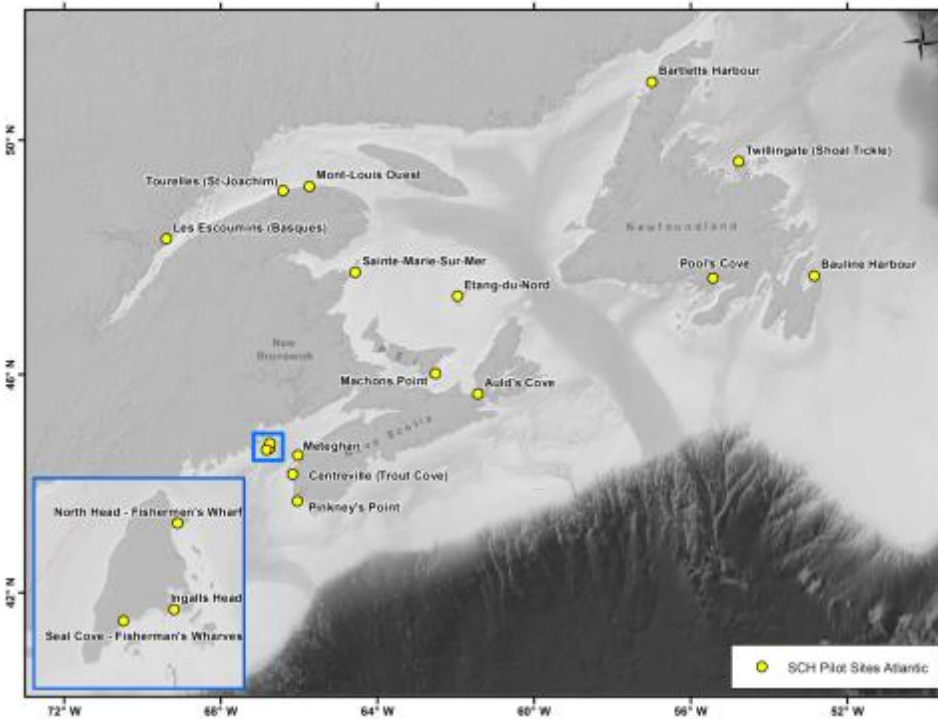 Bartletts Harbour
50° N
Twillingate (Shoal Tickle)
Tourelles (St-Joachim)
Mont-Louis Ouest
Les Escoumins (Basques)
Newfoundland
Sainte-Marie-Sur-Mer
Pool's Cove
Bauline Harbour
Etang-du-Nord
New
Brunswick
46° N
Machons Point
Auld's Cove
Scotia
Meteghan
Centreville (Trout Cove)
Pinkney's Point
North Head - Fishermen's Wharf
42° N
Ingalls Head
Seal Cove - Fisherman's Wharves
SCH Pilot Sites Atlantic
72° W
66° W
64° W
60° W
56° W
52° W